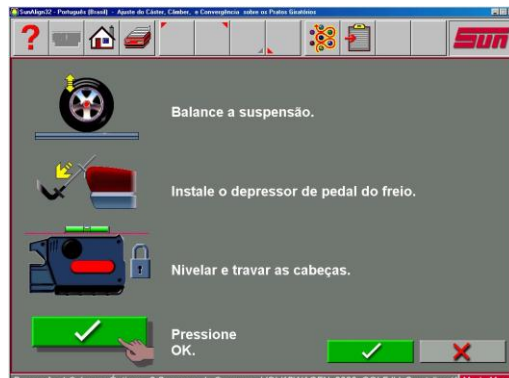 SunAlign32 - Português (Brasil) - Ajuste do Cáster, Câmber, e Convergência sobre os Pratos Giratórios
?
Sun
Balance a suspensão.
Instale o depressor de pedal do freio.
Nivelar e travar as cabeças.
Pressione
OK.